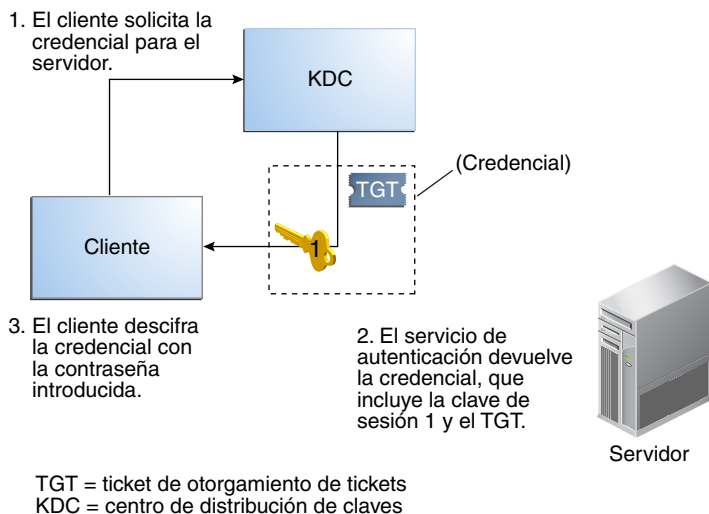 1. El cliente solicita la
credencial para el
servidor.
KDC
(Credencial)
TGT
Cliente
1
3. El cliente descifra
la credencial con
la contraseña
introducida.
2. El servicio de
autenticación devuelve
la credencial, que
incluye la clave de
sesión 1 y el TGT.
Servidor
TGT = ticket de otorgamiento de tickets
KDC = centro de distribución de claves